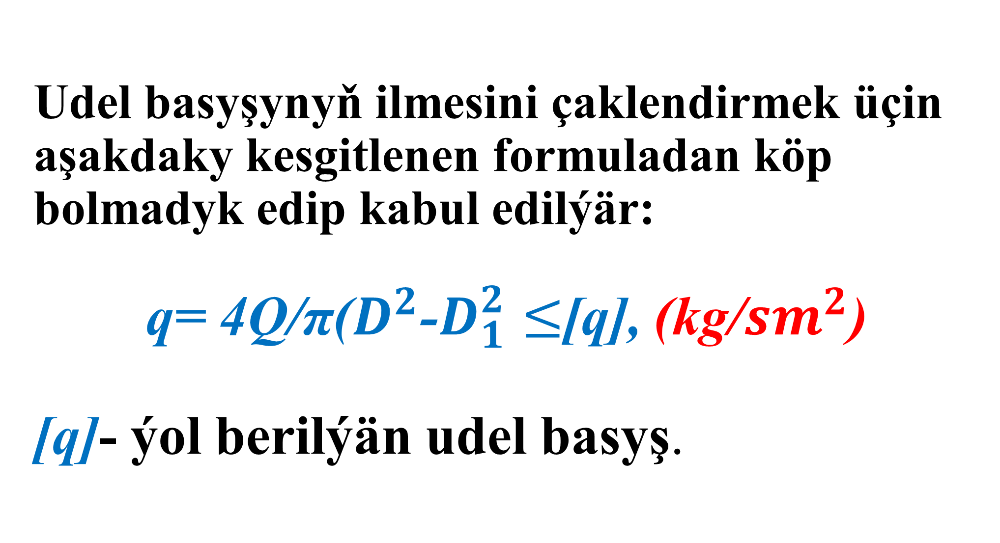 Udel basyşynyň ilmesini çaklendirmek üçin
aşakdaky kesgitlenen formuladan köp
bolmadyk edip kabul edilýär:
q= 4Q/π(D²-D₁² ≤[q], (kg/sm²)
[q]- ýol berilýän udel basyş.